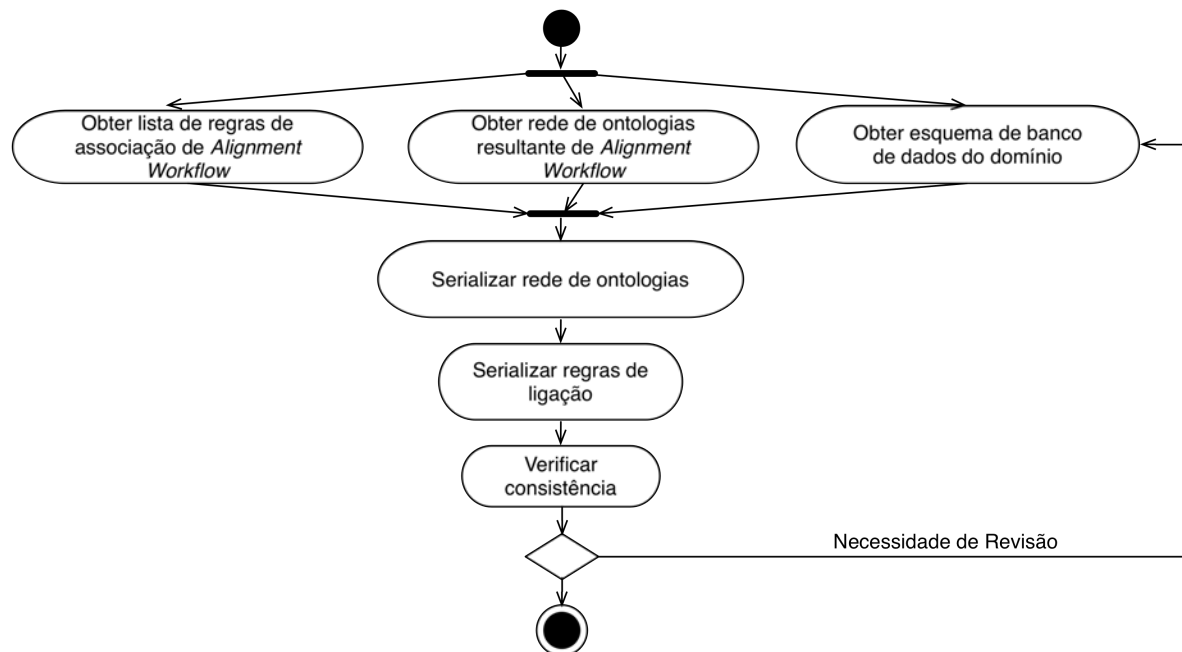 Obter lista de regras de
associação de Alignment
Workflow
Obter rede de ontologias
resultante de Alignment
Workflow
Obter esquema de banco
de dados do domínio
Serializar rede de ontologias
Serializar regras de
ligação
Verificar
consistência
Necessidade de Revisão